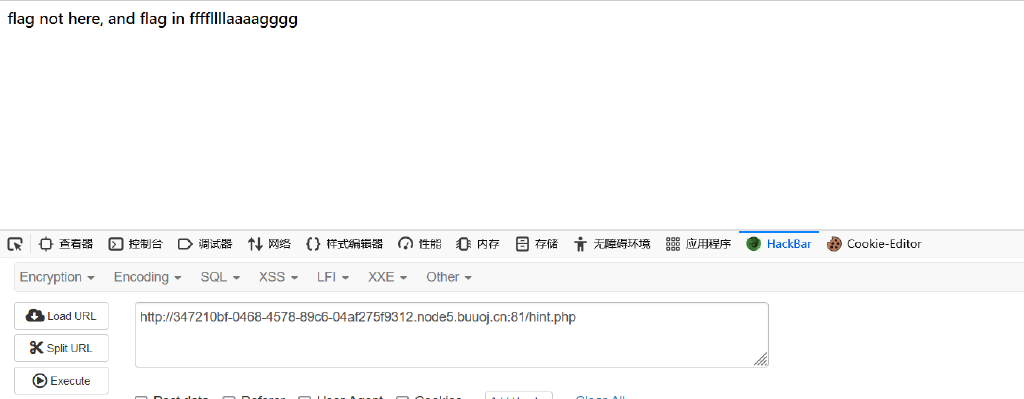 flag not here, and flag in ffffllllaaaagggg
查看器 控制台 调试器 网络 样式编辑器 性能 内存 存储 无障碍环境 应用程序 HackBar Cookie-Editor
Encryption Encoding SQL XSS LFI XXE Other
Load URL
http://347210bf-0468-4578-89c6-04af275f9312.node5.buuoj.cn:81/hint.php
Split URL
Execute
Post data Referer User Agent Cookies Clear All